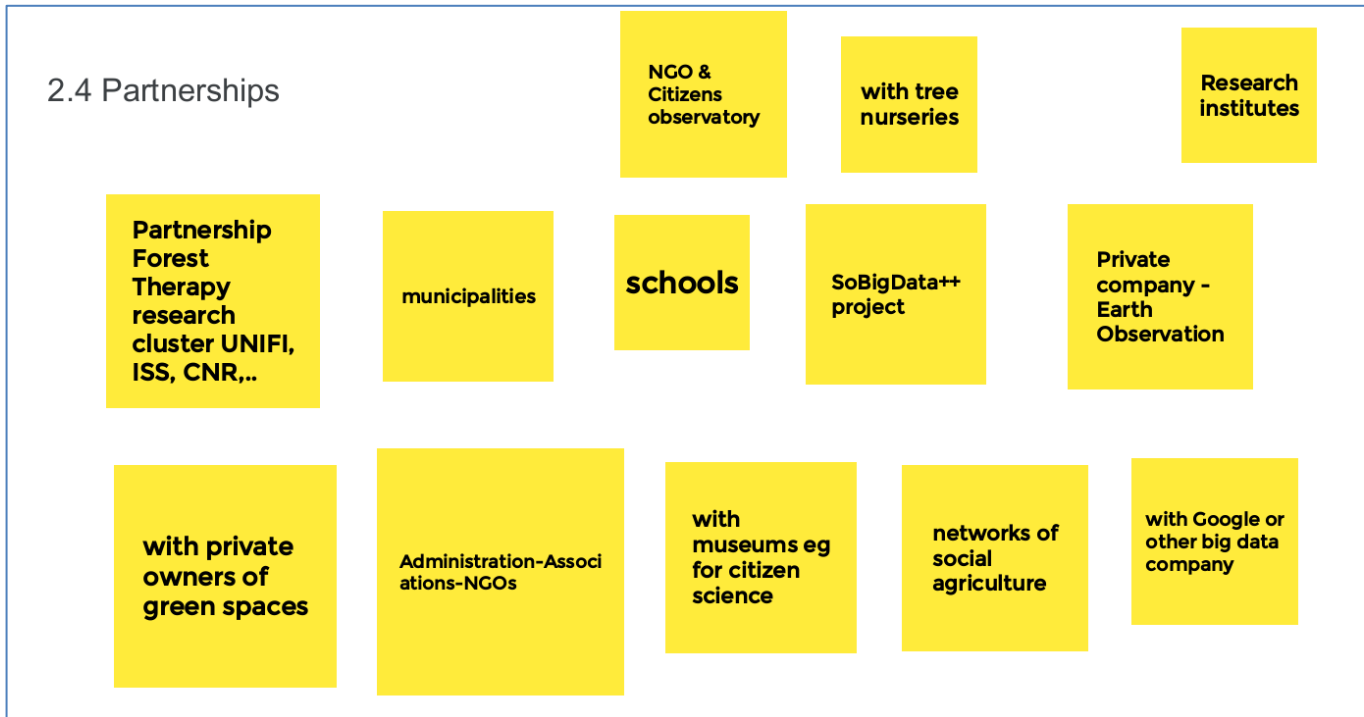 2.4 Partnerships
NGO &
Citizens
observatory
with tree
nurseries
Research
institutes
Partnership
Forest
Therapy
research
cluster UNIFI,
ISS, CNR,..
municipalities
schools
SoBigData++
project
Private
company -
Earth
Observation
with private
owners of
green spaces
Administration-Associ
ations-NGOs
with
museums eg
for citizen
science
networks of
social
agriculture
with Google or
other big data
company